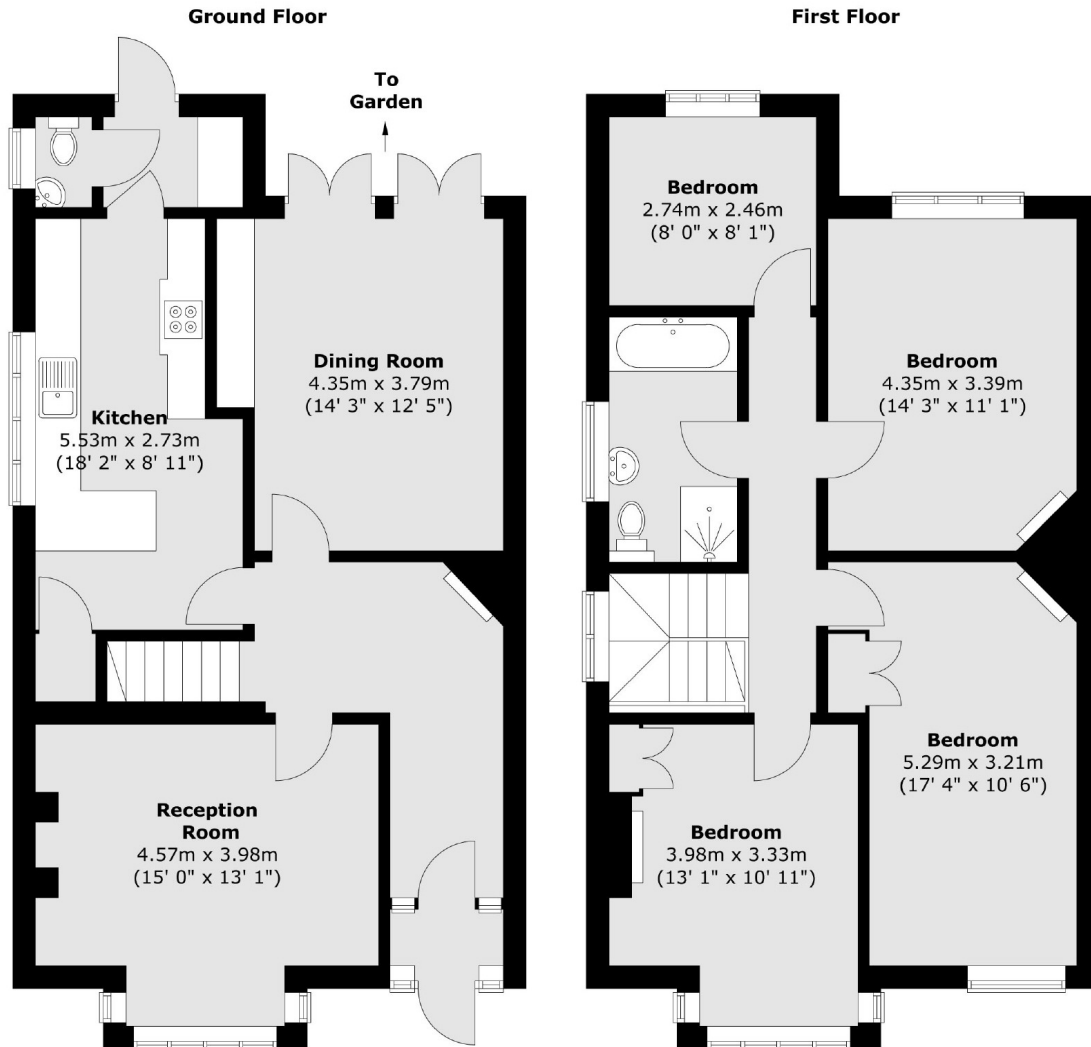 Ground Floor
To
Garden
Dining Room
4.35m x 3.79m
(14' 3" x 12' 5")
Kitchen
5.53m x 2.73m
(18' 2" x 8' 11")
Reception
Room
4.57m x 3.98m
(15' 0" x 13' 1")
First Floor
Bedroom
2.74m x 2.46m
(8' 0" x 8' 1")
Bedroom
4.35m x 3.39m
(14' 3" x 11' 1")
Bedroom
5.29m x 3.21m
(17' 4" x 10' 6")
Bedroom
3.98m x 3.33m
(13' 1" x 10' 11")